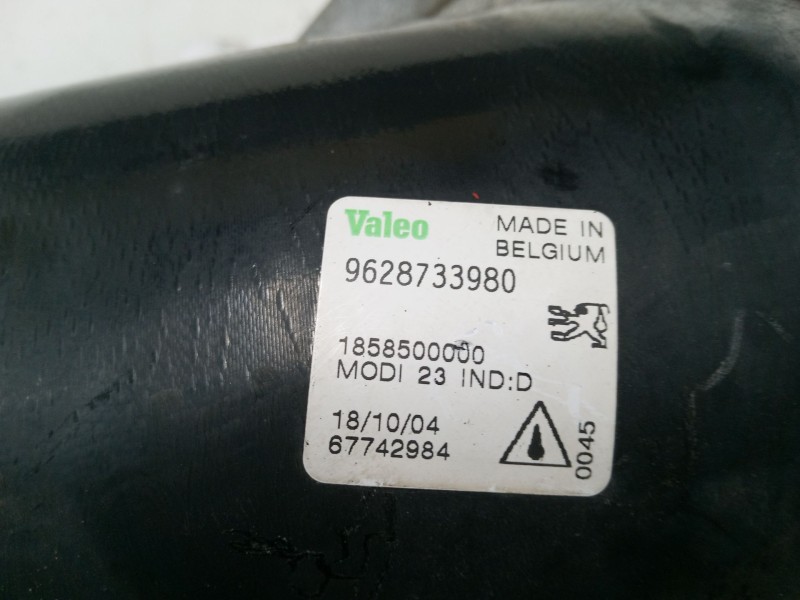 Valeo
MADE IN
BELGIUM
9628733980
1858500000
MODI 23 IND:D
18/10/04
67742984
0045